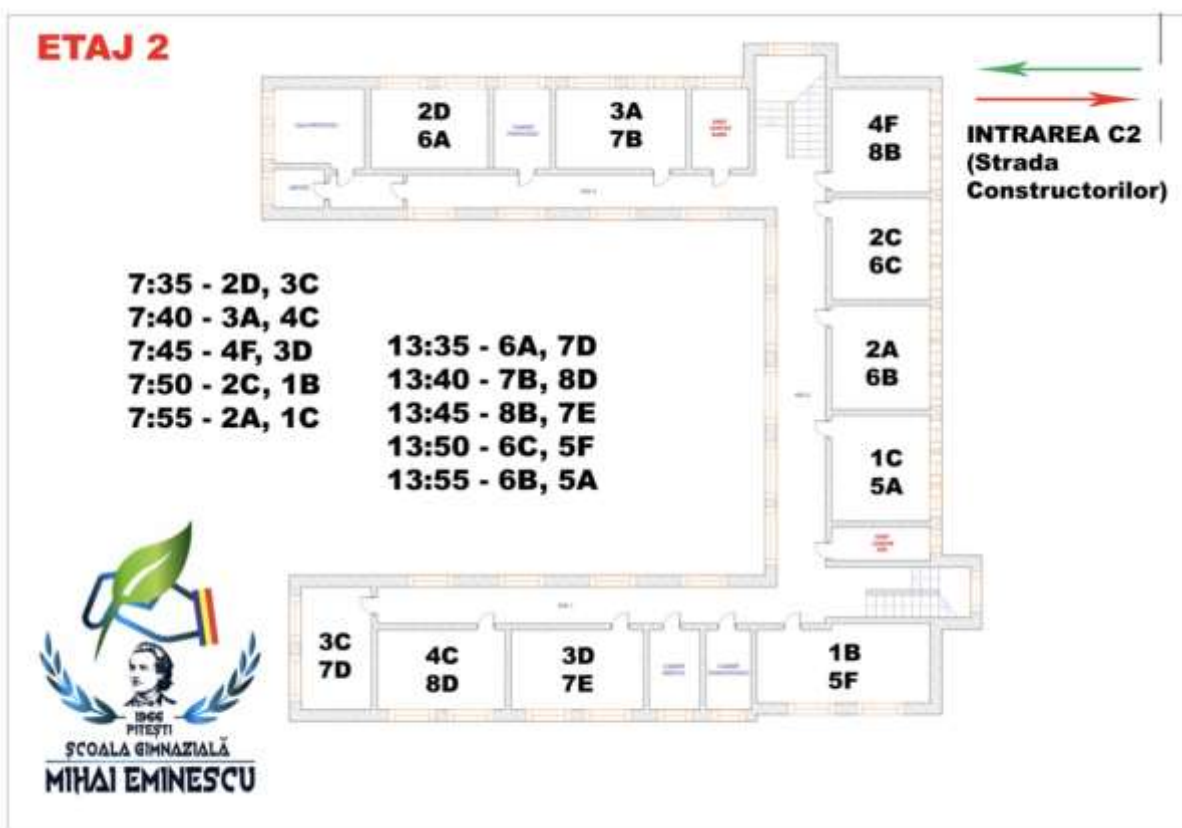 ETAJ 2
INTRAREA C2
(Strada
Constructorilor)
2D
6A
3A
7B
4F
8B
2C
6C
2A
6B
1C
5A
7:35 - 2D, 3C
7:40 - 3A, 4C
7:45 - 4F, 3D
7:50 - 2C, 1B
7:55 - 2A, 1C
13:35 - 6A, 7D
13:40 - 7B, 8D
13:45 - 8B, 7E
13:50 - 6C, 5F
13:55 - 6B, 5A
3C
7D
4C
8D
3D
7E
1B
5F
1966
PITEȘTI
ȘCOALA GIMNAZIALĂ
MIHAI EMINESCU